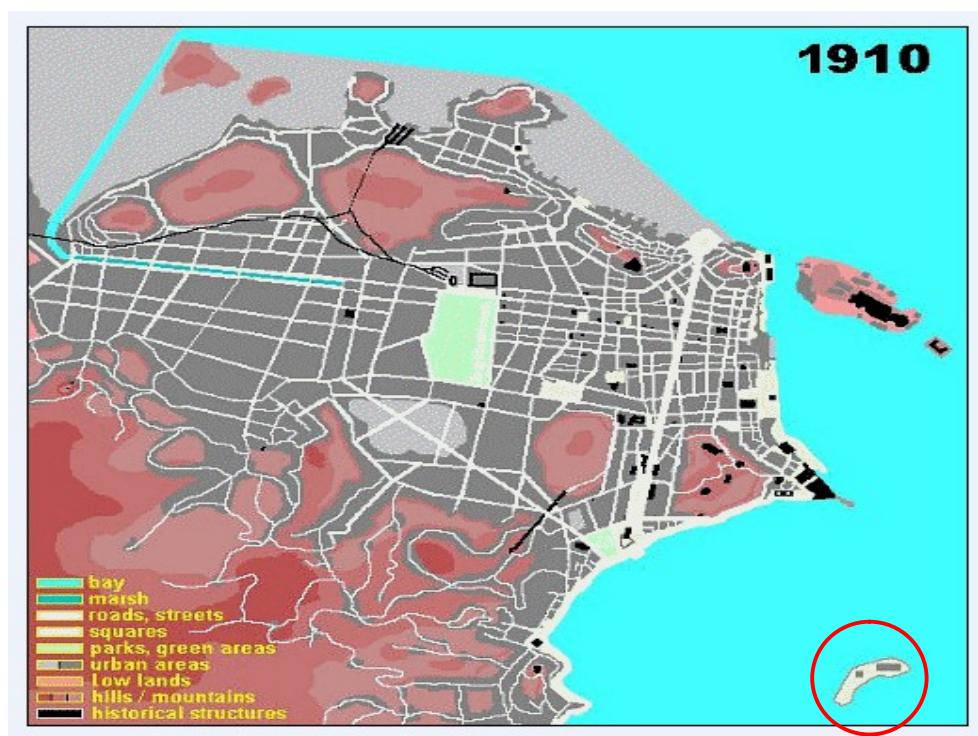 1910
bay
marsh
roads, streets
squares
parks, green areas
urban areas
Low lands
hills / mountains
historical structures